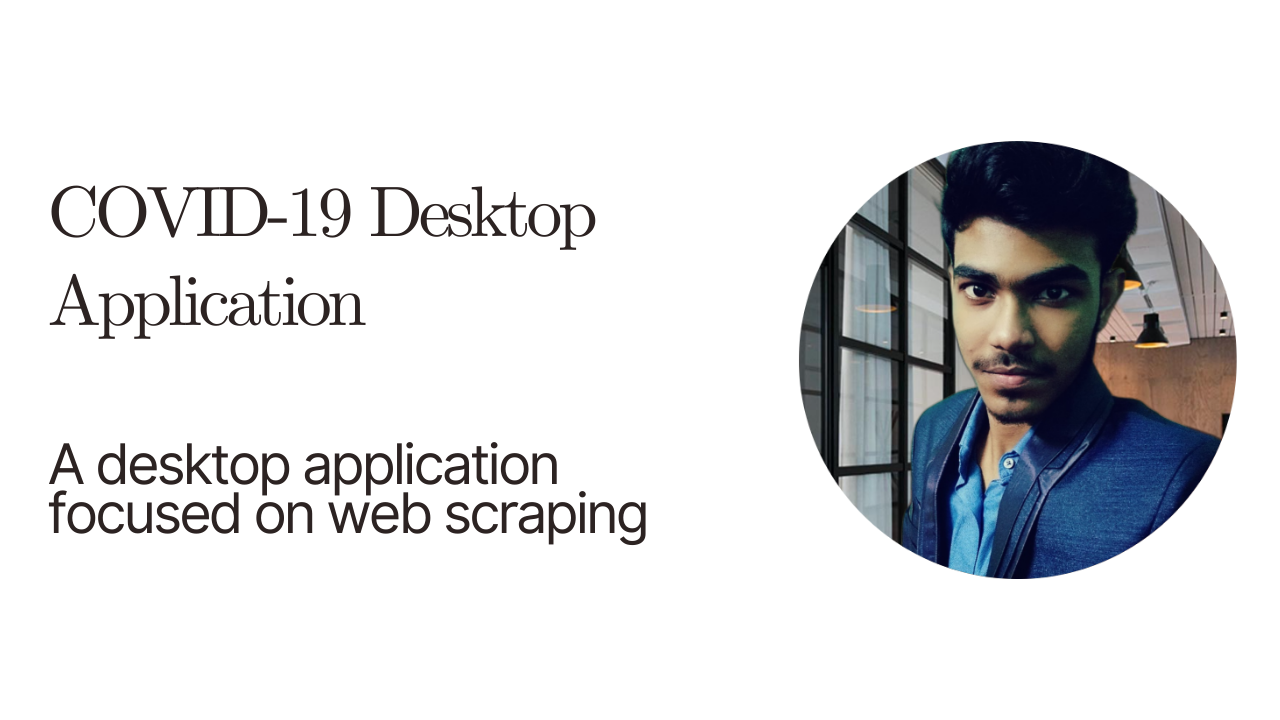 COVID-19 Desktop
Application
A desktop application
focused on web scraping